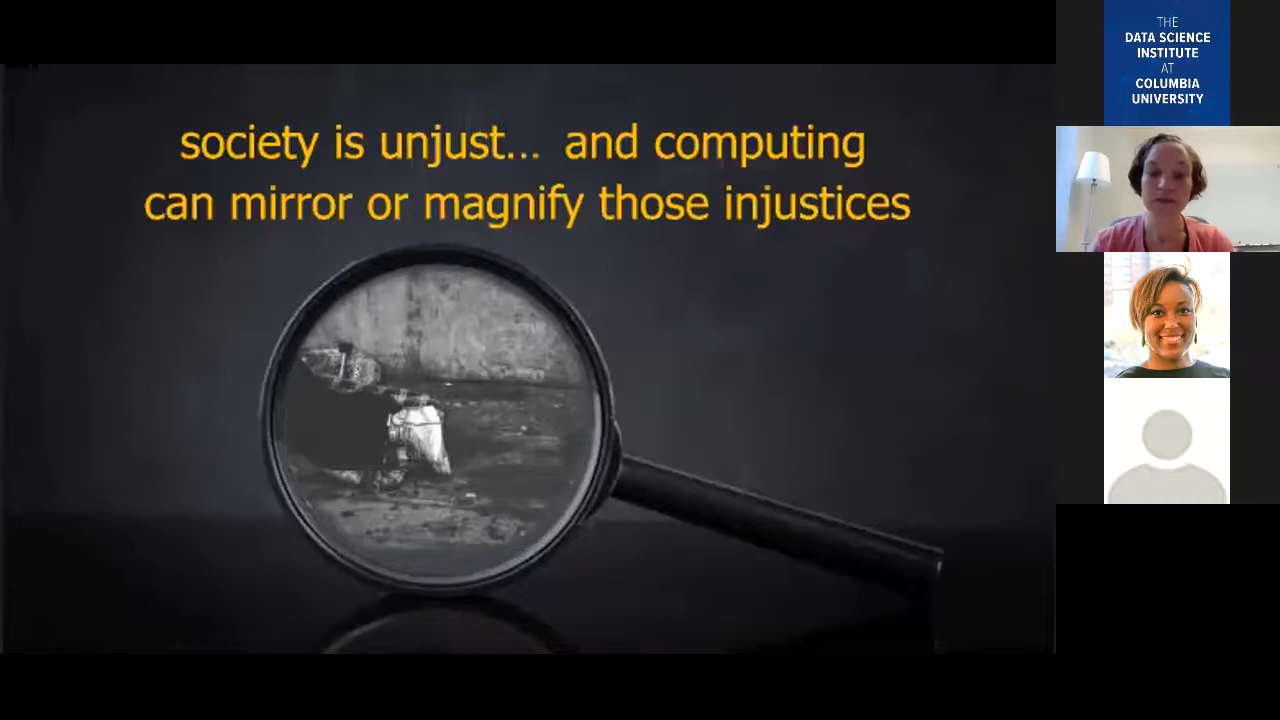 society is unjust... and computing
can mirror or magnify those injustices
THE
DATA SCIENCE
INSTITUTE
AT
COLUMBIA
UNIVERSITY